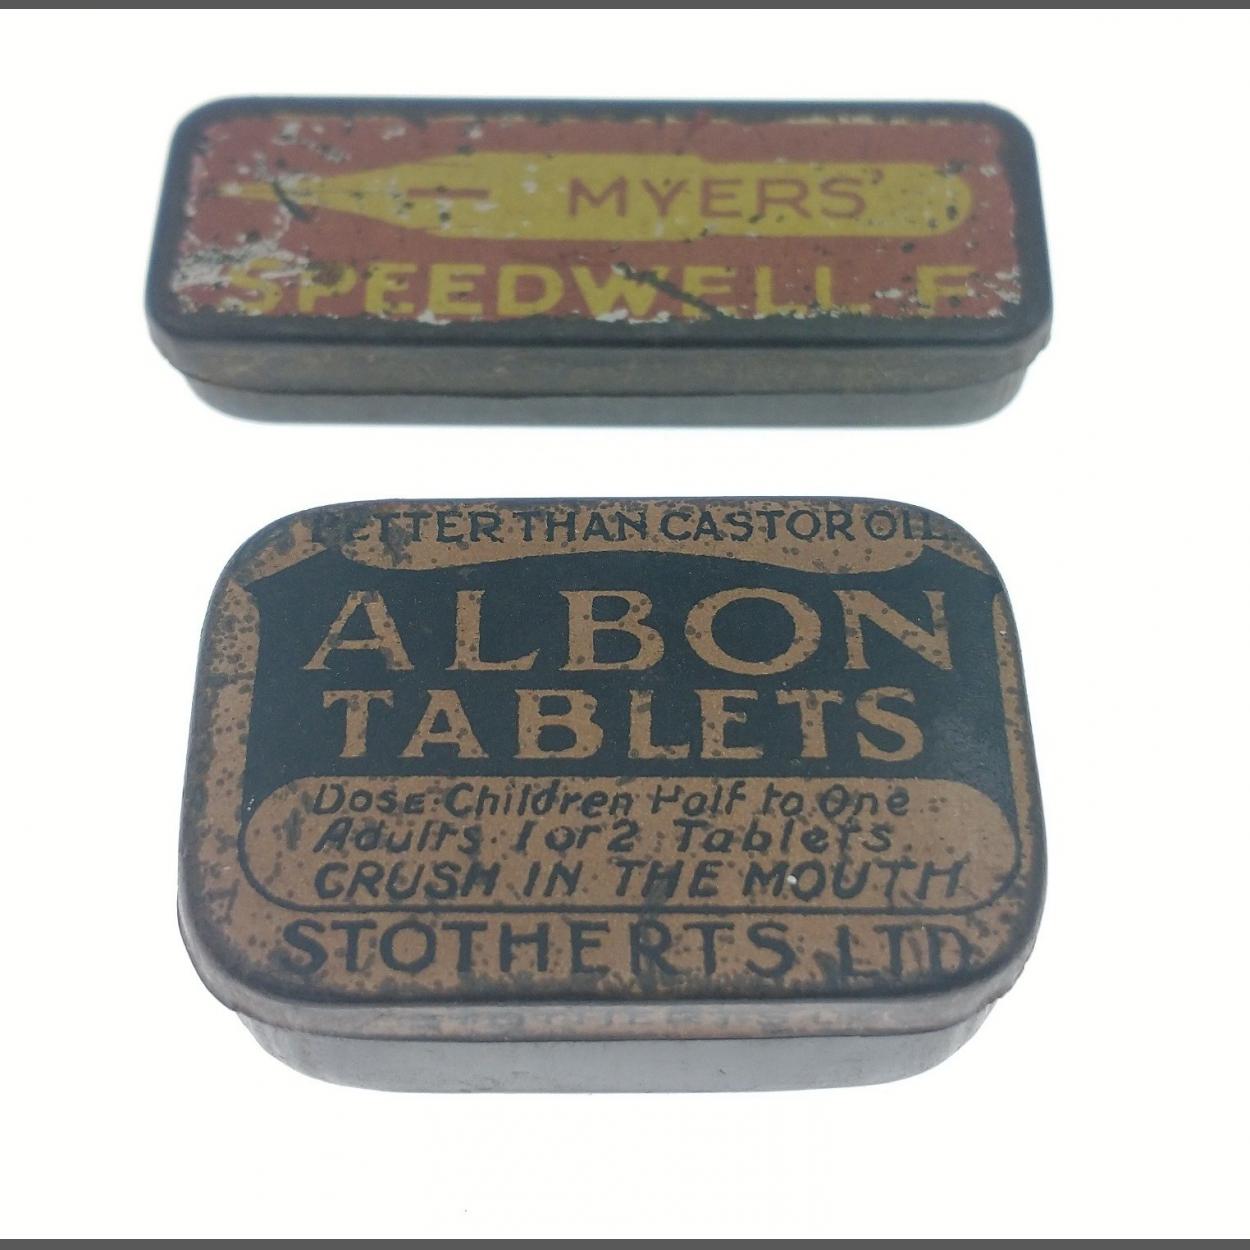 MYERS'
SPEEDWELL F
BETTER THAN CASTOR OIL
ALBON
TABLETS
DOSE: Children Half to One
Adults 1 or 2 Tablets
CRUSH IN THE MOUTH
STOTHERTS LTD